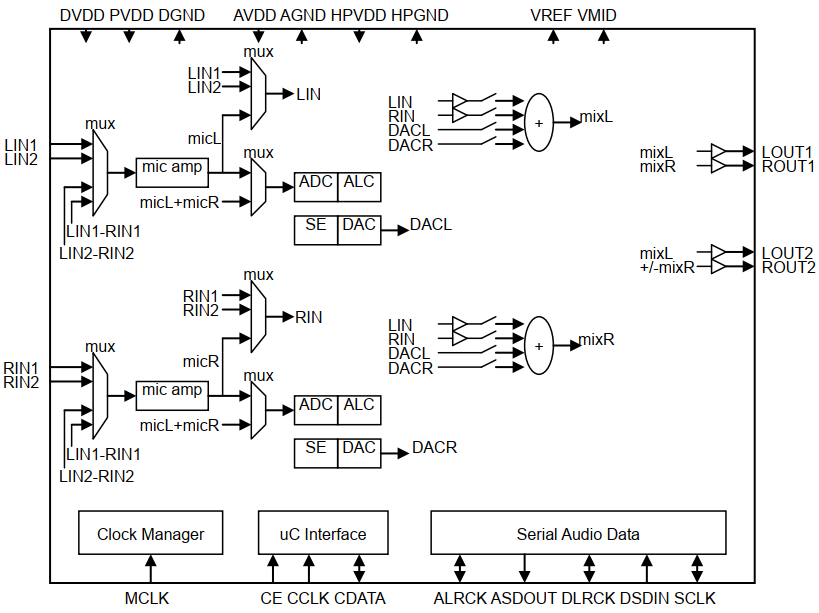 DVDD PVDD DGND AVDD AGND HPVDD HPGND VREF VMID
mux
LIN1
LIN2
LIN
micL
mux
LIN1
LIN2
mic amp
mux
micL+micR
ADC ALC
SE DAC
DACL
LIN1-RIN1
LIN2-RIN2
LIN
RIN
DACL
DACR
+
mixL
mixL
mixR
LOUT1
ROUT1
mixL
+/-mixR
LOUT2
ROUT2
mux
RIN1
RIN2
RIN
micR
mux
RIN1
RIN2
mic amp
mux
micL+micR
ADC ALC
SE DAC
DACR
LIN1-RIN1
LIN2-RIN2
LIN
RIN
DACL
DACR
+
mixR
Clock Manager
uC Interface
Serial Audio Data
MCLK CE CCLK CDATA ALRCK ASDOUT DLRCK DSDIN SCLK